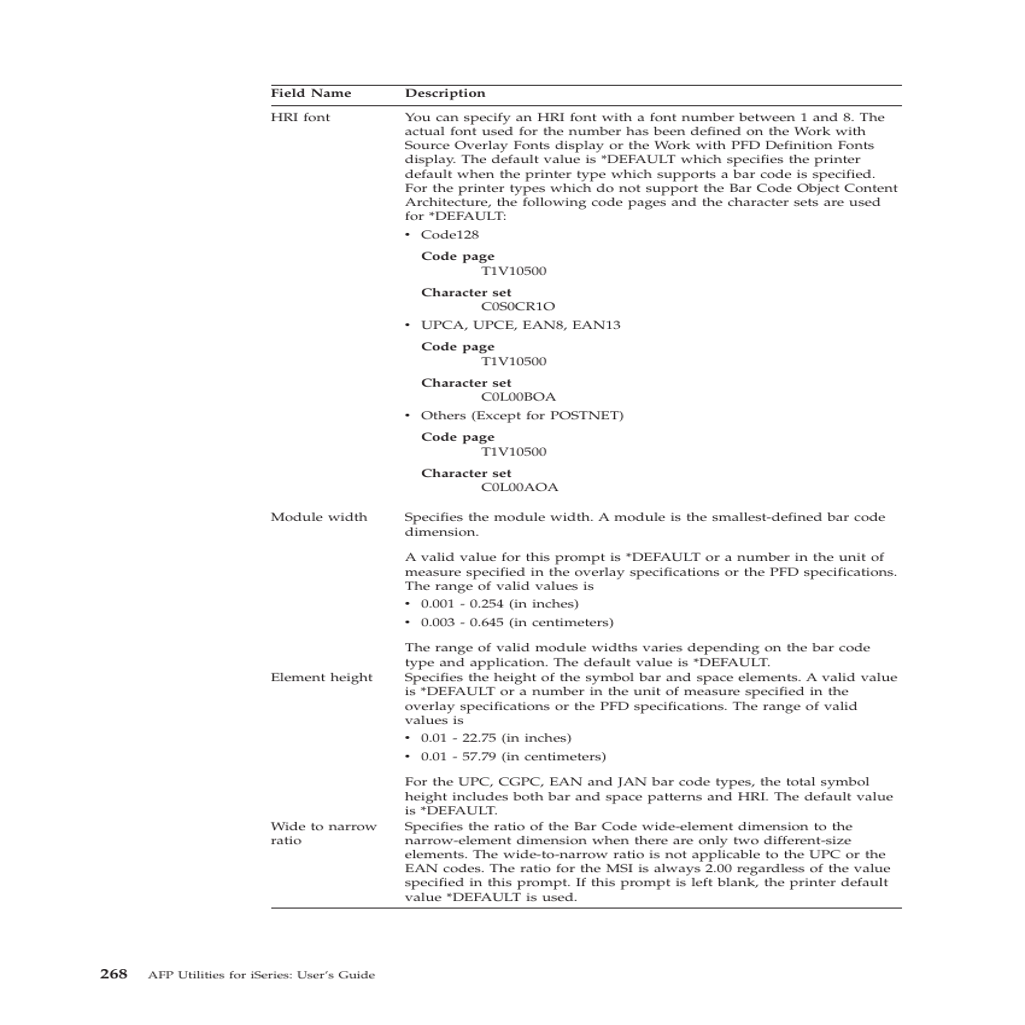 Field Name Description
HRI font You can specify an HRI font with a font number between 1 and 8. The
actual font used for the number has been defined on the Work with
Source Overlay Fonts display or the Work with PFD Definition Fonts
display. The default value is *DEFAULT which specifies the printer
default when the printer type which supports a bar code is specified.
For the printer types which do not support the Bar Code Object Content
Architecture, the following code pages and the character sets are used
for *DEFAULT:
• Code128
Code page
T1V10500
Character set
C0S0CR1O
• UPCA, UPCE, EAN8, EAN13
Code page
T1V10500
Character set
C0L00BOA
• Others (Except for POSTNET)
Code page
T1V10500
Character set
C0L00AOA
Module width Specifies the module width. A module is the smallest-defined bar code
dimension.
A valid value for this prompt is *DEFAULT or a number in the unit of
measure specified in the overlay specifications or the PFD specifications.
The range of valid values is
• 0.001 - 0.254 (in inches)
• 0.003 - 0.645 (in centimeters)
The range of valid module widths varies depending on the bar code
type and application. The default value is *DEFAULT.
Element height Specifies the height of the symbol bar and space elements. A valid value
is *DEFAULT or a number in the unit of measure specified in the
overlay specifications or the PFD specifications. The range of valid
values is
• 0.01 - 22.75 (in inches)
• 0.01 - 57.79 (in centimeters)
For the UPC, CGPC, EAN and JAN bar code types, the total symbol
height includes both bar and space patterns and HRI. The default value
is *DEFAULT.
Wide to narrow Specifies the ratio of the Bar Code wide-element dimension to the
ratio narrow-element dimension when there are only two different-size
elements. The wide-to-narrow ratio is not applicable to the UPC or the
EAN codes. The ratio for the MSI is always 2.00 regardless of the value
specified in this prompt. If this prompt is left blank, the printer default
value *DEFAULT is used.
268 AFP Utilities for iSeries: User's Guide